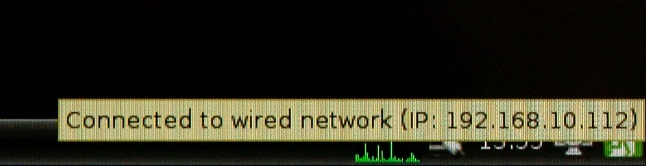 Connected to wired network (IP: 192.168.10.112)